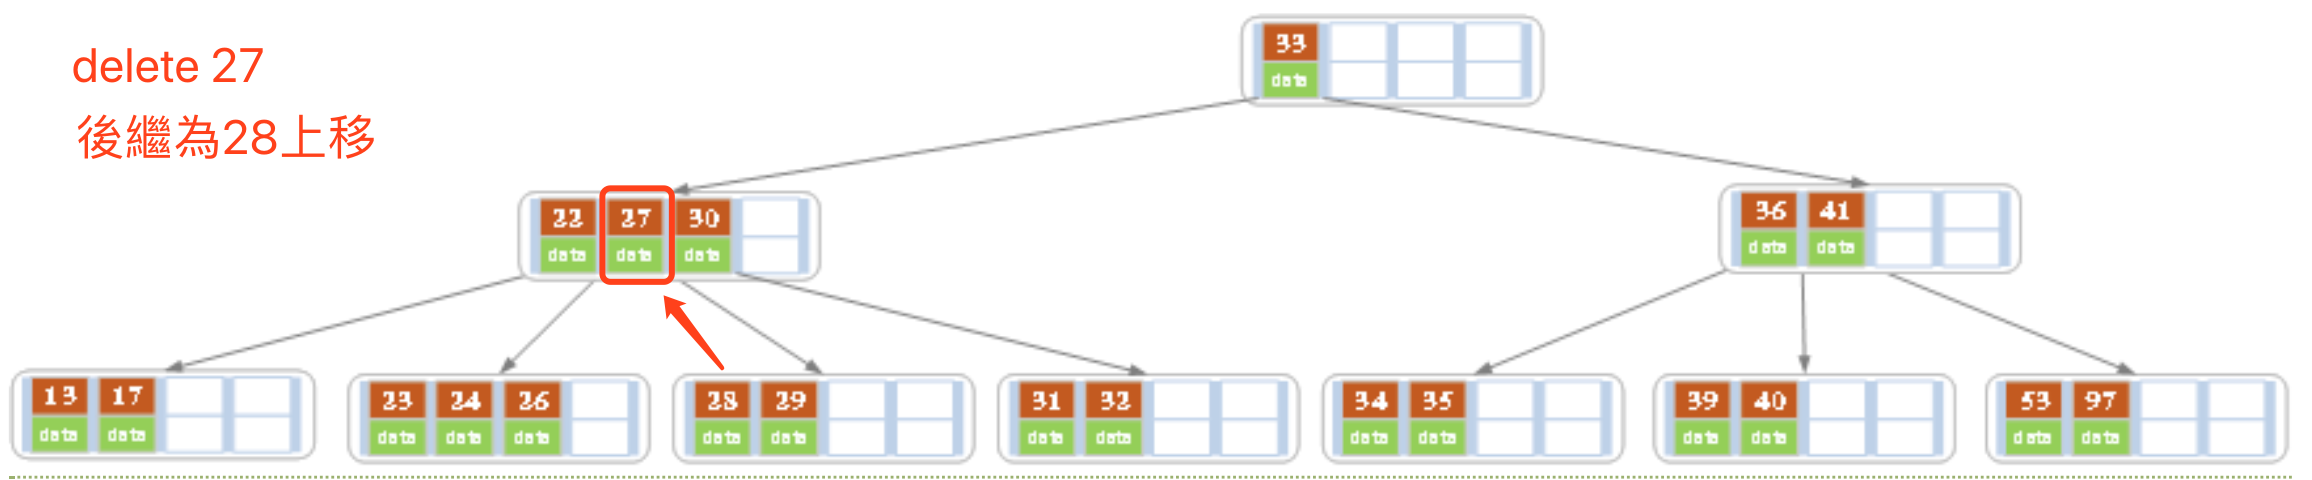 delete 27
後繼為28上移
33
data
22 27 30
data data data
36 41
data data
13 17
data data
23 24 26
data data data
28 29
data data
31 32
data data
34 35
data data
39 40
data data
53 97
data data